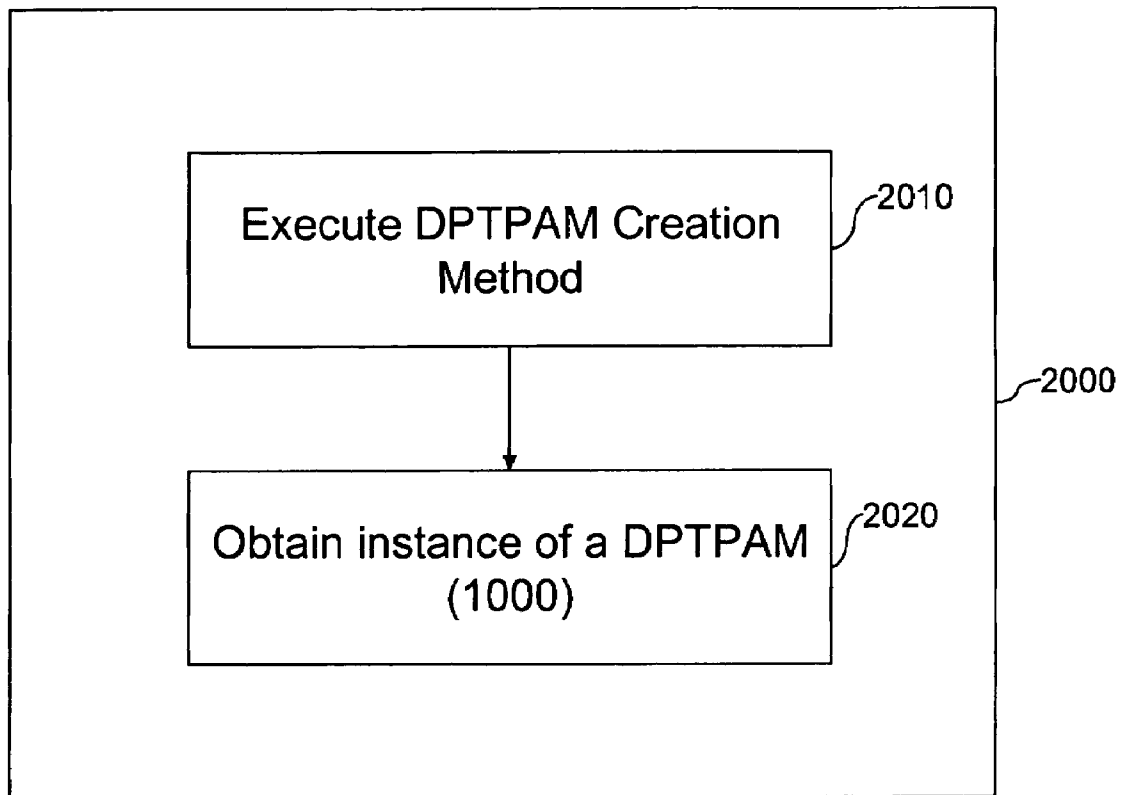 Execute DPTPAM Creation
Method
2010
2000
Obtain instance of a DPTPAM
(1000)
2020